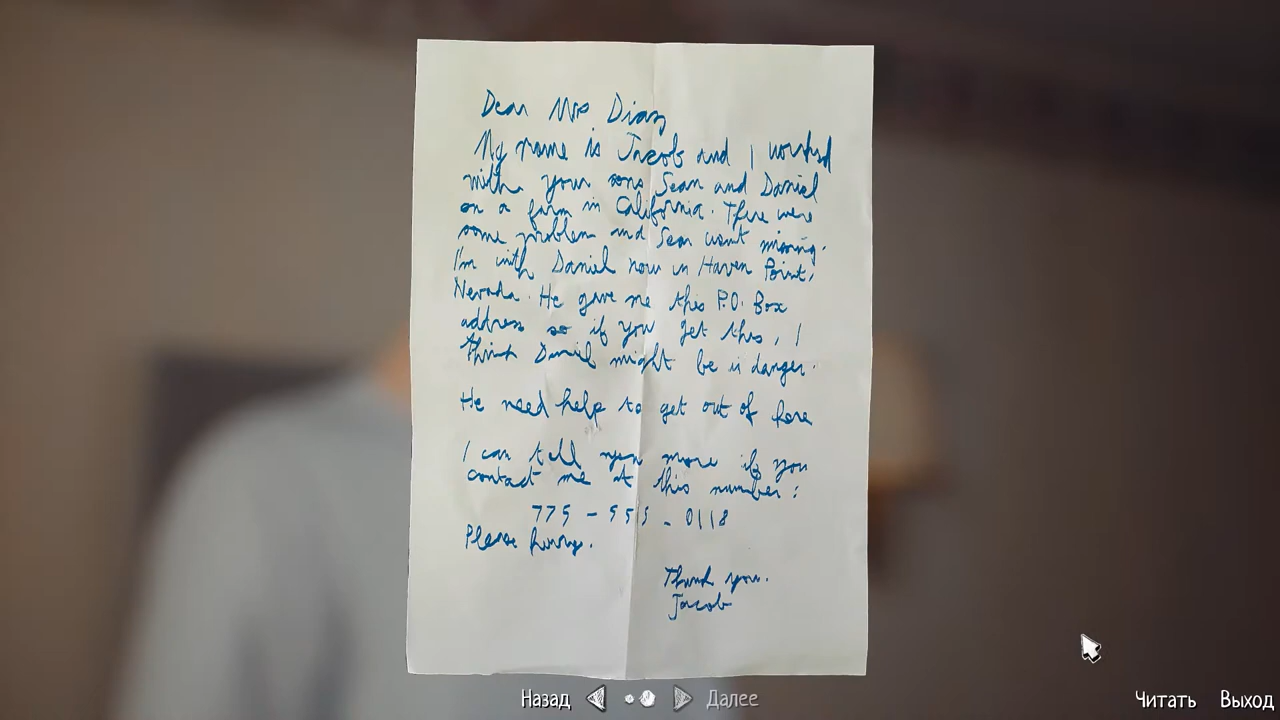 Dear Mrs Diaz
My name is Jacob and I worked
with your sons Sean and Daniel
on a farm in California. There were
some problem and Sean went missing.
I'm with Daniel now in Haven Point,
Nevada. He gave me this P.O. Box
address so if you get this, I
think Daniel might be in danger.
He need help to get out of here
I can tell you more if you
contact me at this number:
775 - 555 - 0118
Please hurry.
Thank you.
Jacob
Назад Далее
Читать Выход